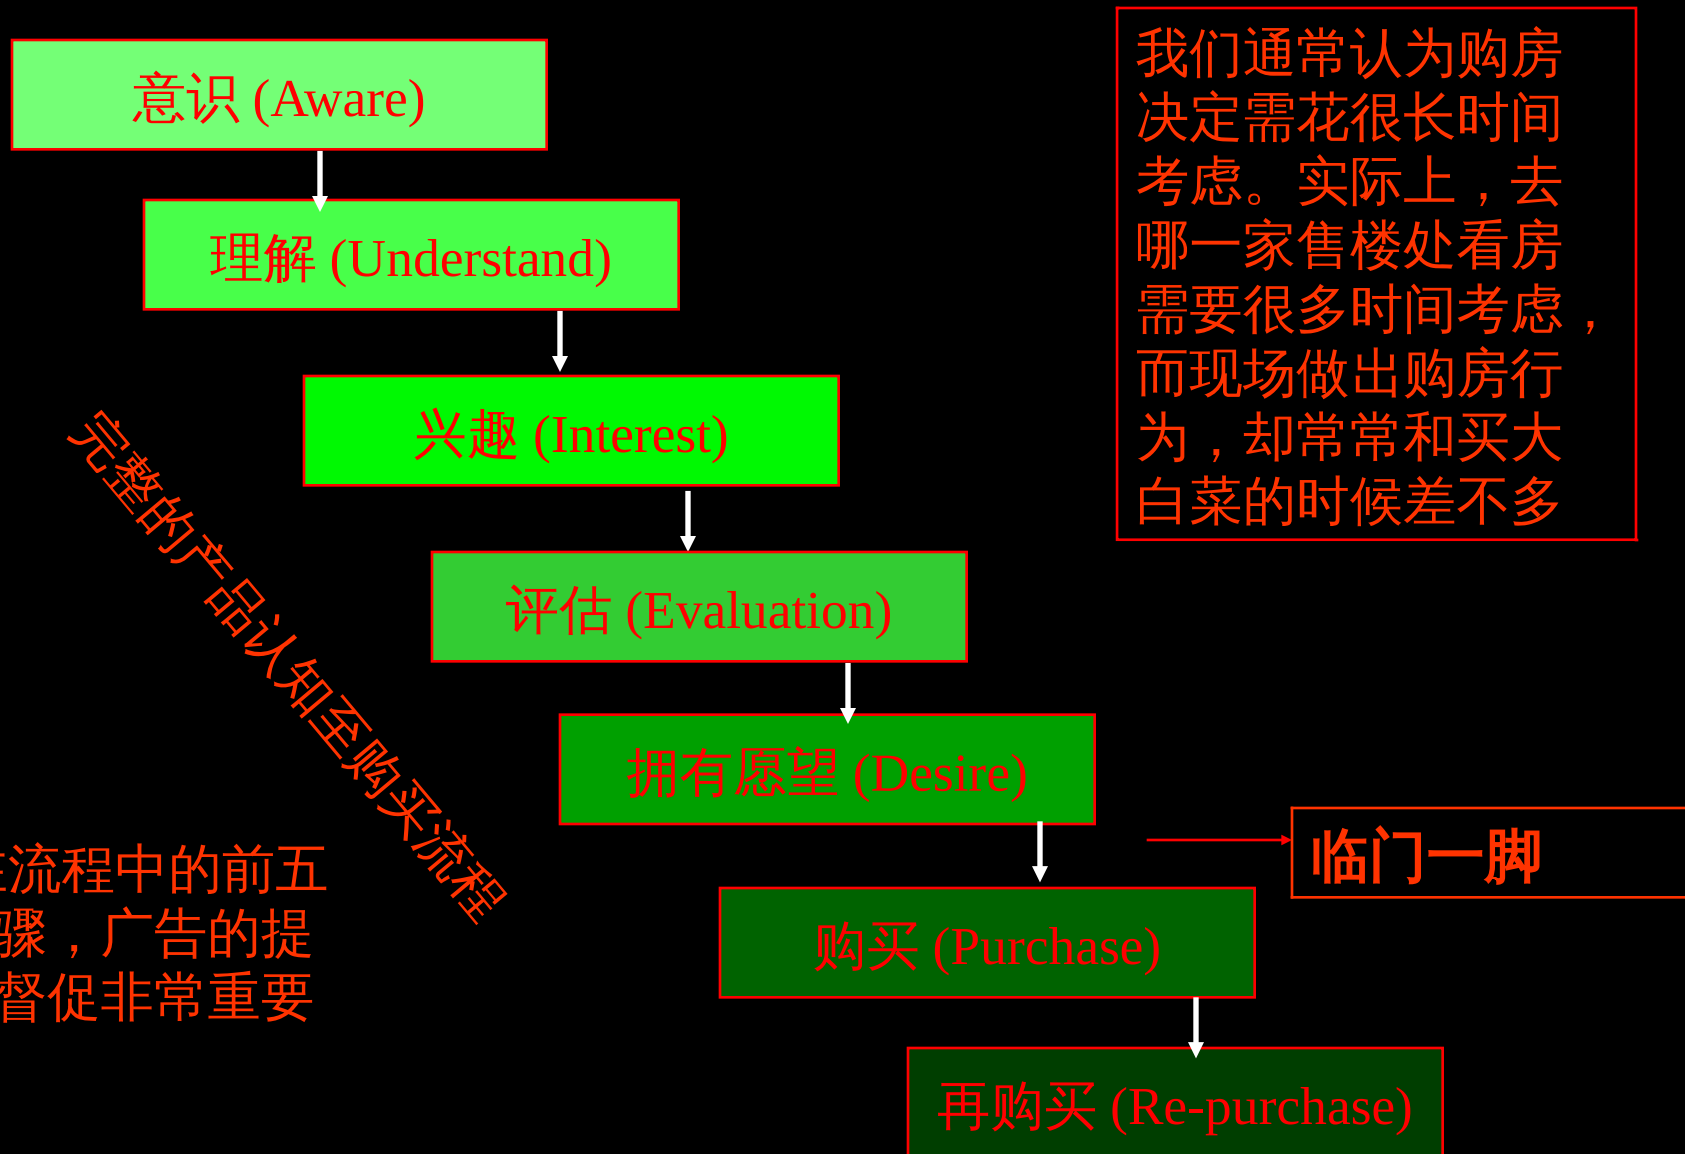 意识 (Aware)
理解 (Understand)
兴趣 (Interest)
评估 (Evaluation)
拥有愿望 (Desire)
购买 (Purchase)
再购买 (Re-purchase)
完整的产品认知至购买流程
我们通常认为购房
决定需花很长时间
考虑。实际上，去
哪一家售楼处看房
需要很多时间考虑，
而现场做出购房行
为，却常常和买大
白菜的时候差不多
临门一脚
流程中的前五
骤，广告的提
督促非常重要